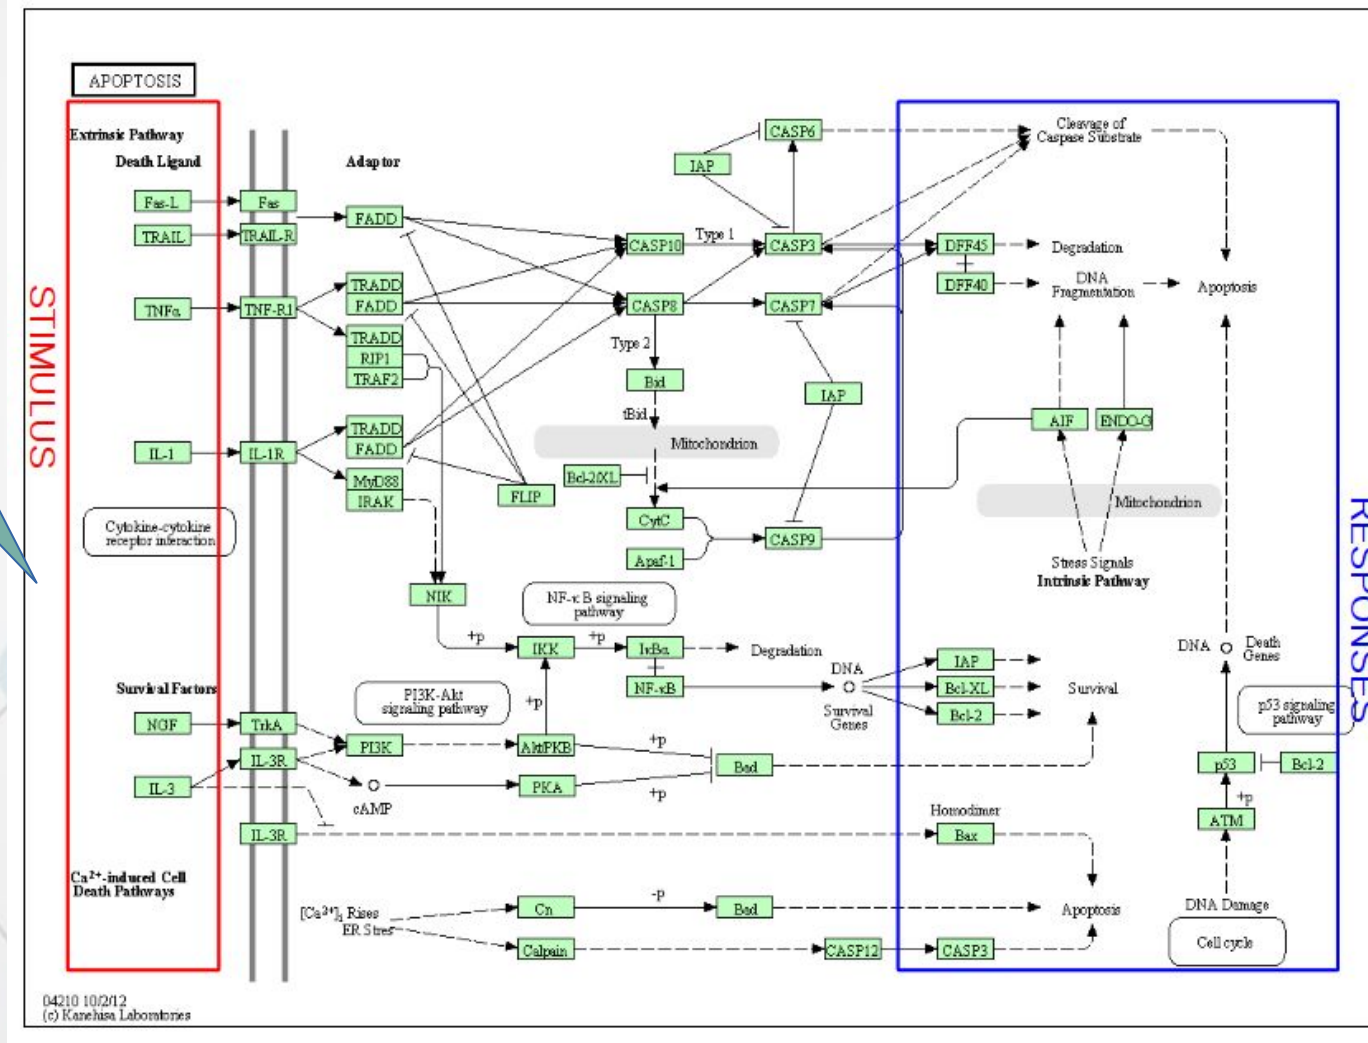 APOPTOSIS
STIMULUS
RESPONSES
Extrinsic Pathway
Death Ligand
Adaptor
Fas-L
Fas
TRAIL
TRAIL-R
FADD
TNFα
TNF-R1
TRADD
FADD
TRADD
RIP1
TRAF2
IL-1
IL-1R
TRADD
FADD
MyD88
IRAK
FLIP
Cytokine-cytokine
receptor interaction
NIK
CASP6
IAP
CASP10
Type 1
CASP3
CASP8
CASP7
Type 2
Bid
tBid
IAP
Mitochondrion
Bcl-2/XL
CytC
Apaf-1
CASP9
Cleavage of
Caspase Substrate
DFF45
Degradation
DFF40
DNA
Fragmentation
Apoptosis
AIF
ENDO-G
Mitochondrion
Stress Signals
Intrinsic Pathway
NF-κB signaling
pathway
+p
IKK
+p
IκBα
Degradation
NF-κB
DNA
Survival
Genes
IAP
Bcl-XL
Bcl-2
Survival
DNA
Death
Genes
p53 signaling
pathway
p53
Bcl-2
+p
ATM
DNA Damage
Cell cycle
Survival Factors
NGF
TrkA
PI3K-Akt
signaling pathway
PI3K
+p
Akt/PKB
+p
Bad
IL-3
IL-3R
cAMP
PKA
+p
IL-3R
Homodimer
Bax
Ca2+-induced Cell
Death Pathways
[Ca2+]i Rises
ER Stres
Cn
-p
Bad
Apoptosis
Calpain
CASP12
CASP3
04210 10/2/12
(c) Kanehisa Laboratories